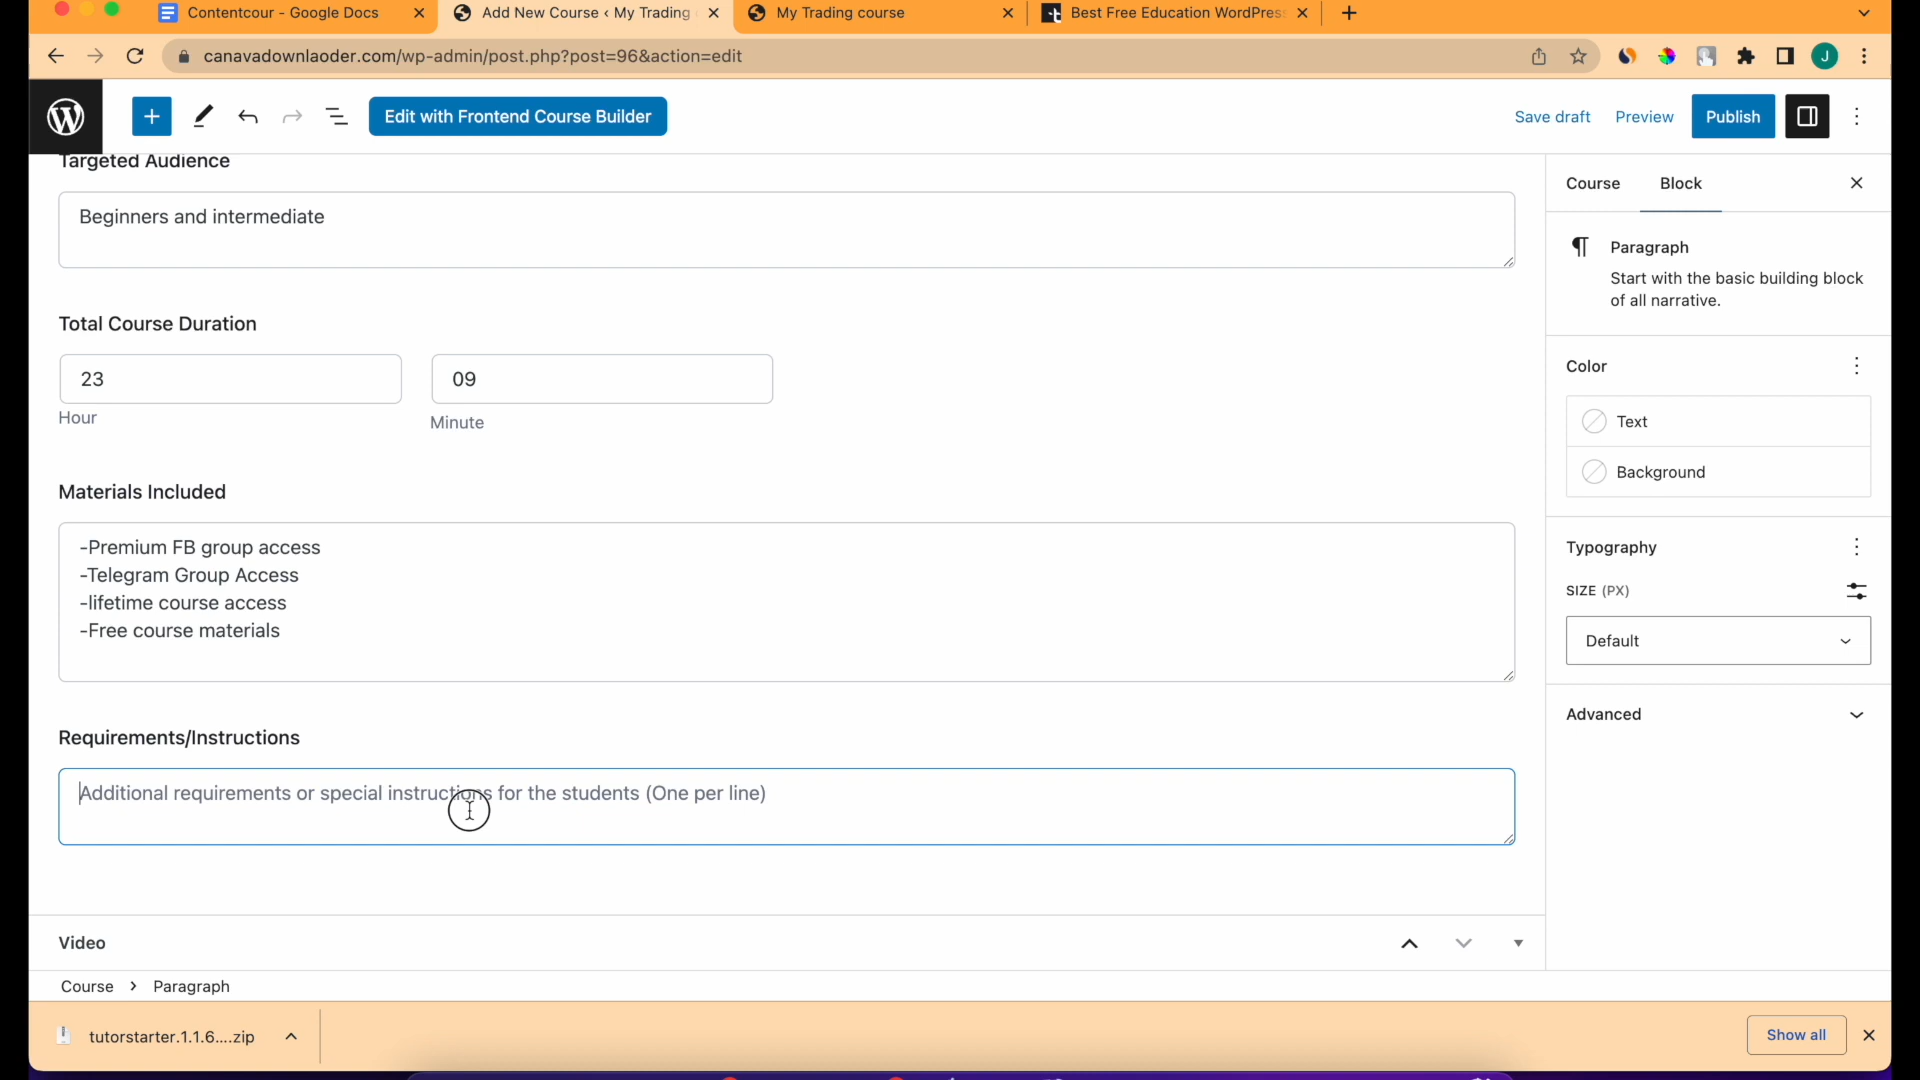 Contentcour - Google Docs
Add New Course ‹ My Trading
My Trading course
Best Free Education WordPres
canavadownlaoder.com/wp-admin/post.php?post=96&action=edit
J
Edit with Frontend Course Builder
Save draft
Preview
Publish
Targeted Audience
Beginners and intermediate
Total Course Duration
23
09
Hour
Minute
Materials Included
-Premium FB group access
-Telegram Group Access
-lifetime course access
-Free course materials
Requirements/Instructions
Additional requirements or special instructions for the students (One per line)
Video
Course
Paragraph
Course
Block
Paragraph
Start with the basic building block
of all narrative.
Color
Text
Background
Typography
SIZE (PX)
Default
Advanced
tutorstarter.1.1.6....zip
Show all